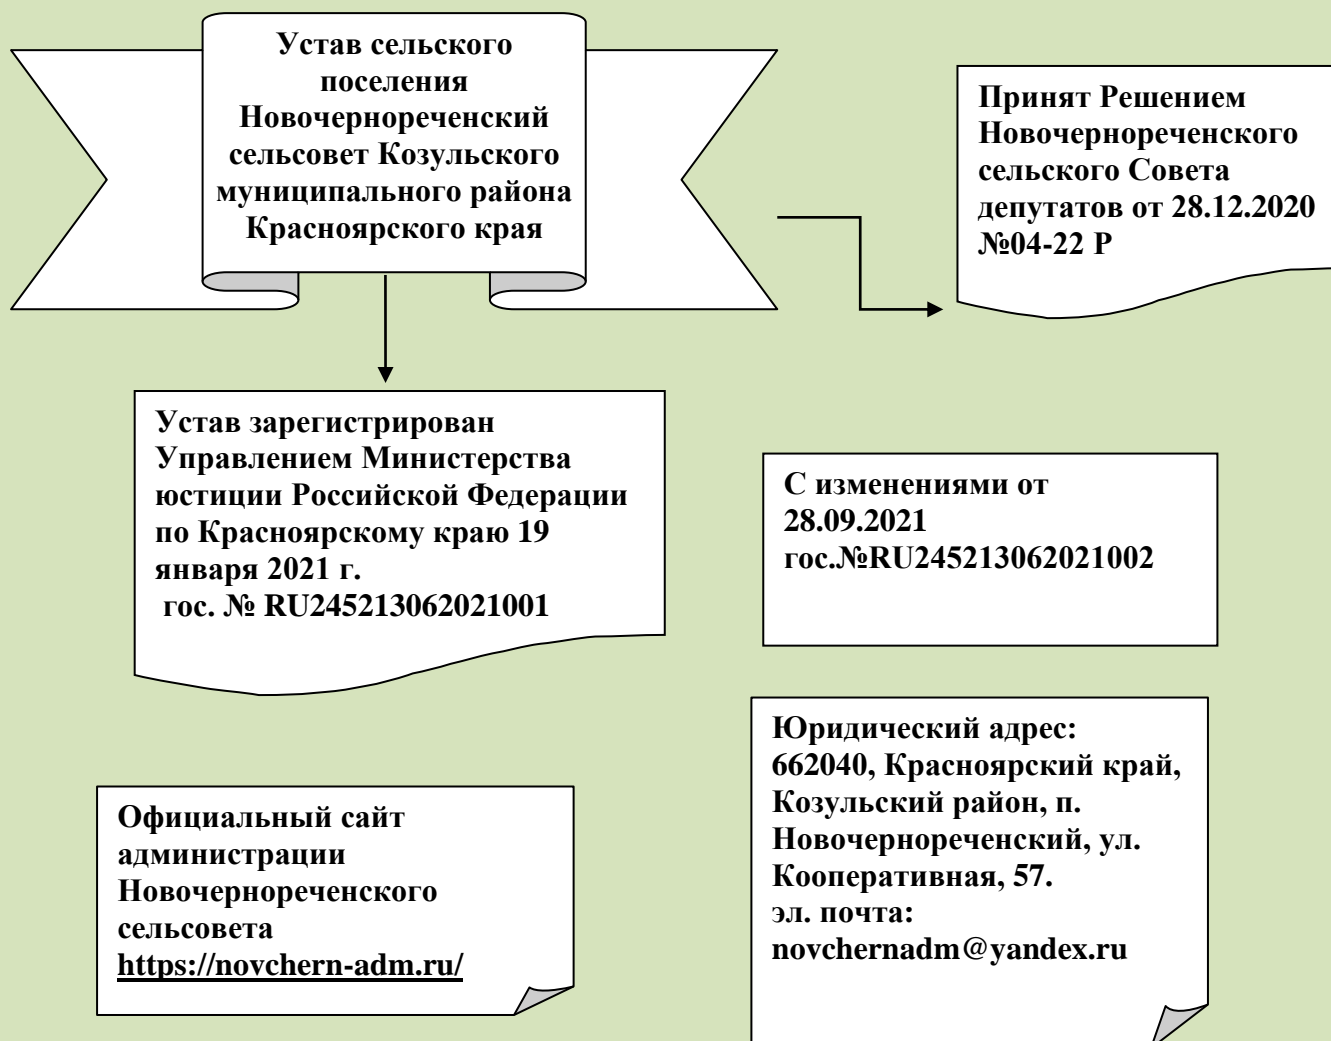 Устав сельского
поселения
Новочернореченский
сельсовет Козульского
муниципального района
Красноярского края
Принят Решением
Новочернореченского
сельского Совета
депутатов от 28.12.2020
№04-22 Р
Устав зарегистрирован
Управлением Министерства
юстиции Российской Федерации
по Красноярскому краю 19
января 2021 г.
гос. № RU245213062021001
С изменениями от
28.09.2021
гос.№RU245213062021002
Юридический адрес:
662040, Красноярский край,
Козульский район, п.
Новочернореченский, ул.
Кооперативная, 57.
эл. почта:
novchernadm@yandex.ru
Официальный сайт
администрации
Новочернореченского
сельсовета
https://novchern-adm.ru/